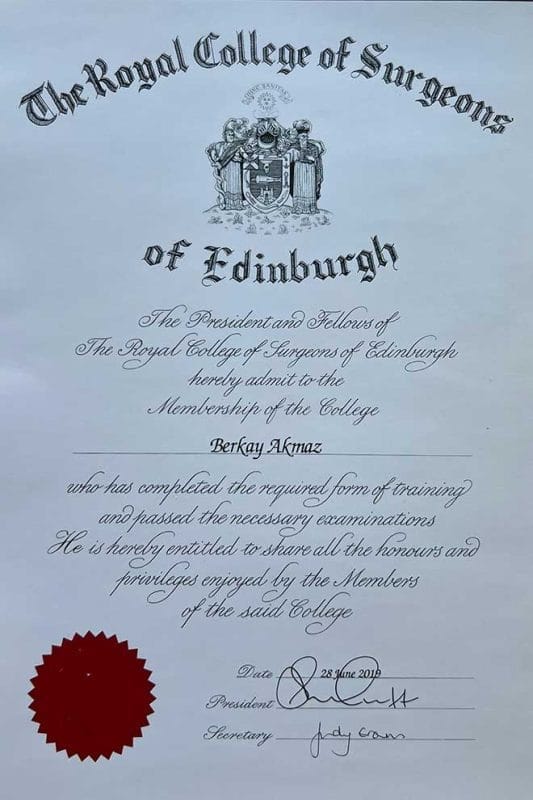 The Royal College of Surgeons
of Edinburgh
The President and Fellows of
The Royal College of Surgeons of Edinburgh
hereby admit to the
Membership of the College
Berkay Akmaz
who has completed the required form of training
and passed the necessary examinations
He is hereby entitled to share all the honours and
privileges enjoyed by the Members
of the said College
Date 28 June 2019
President
Secretary Judy Evans